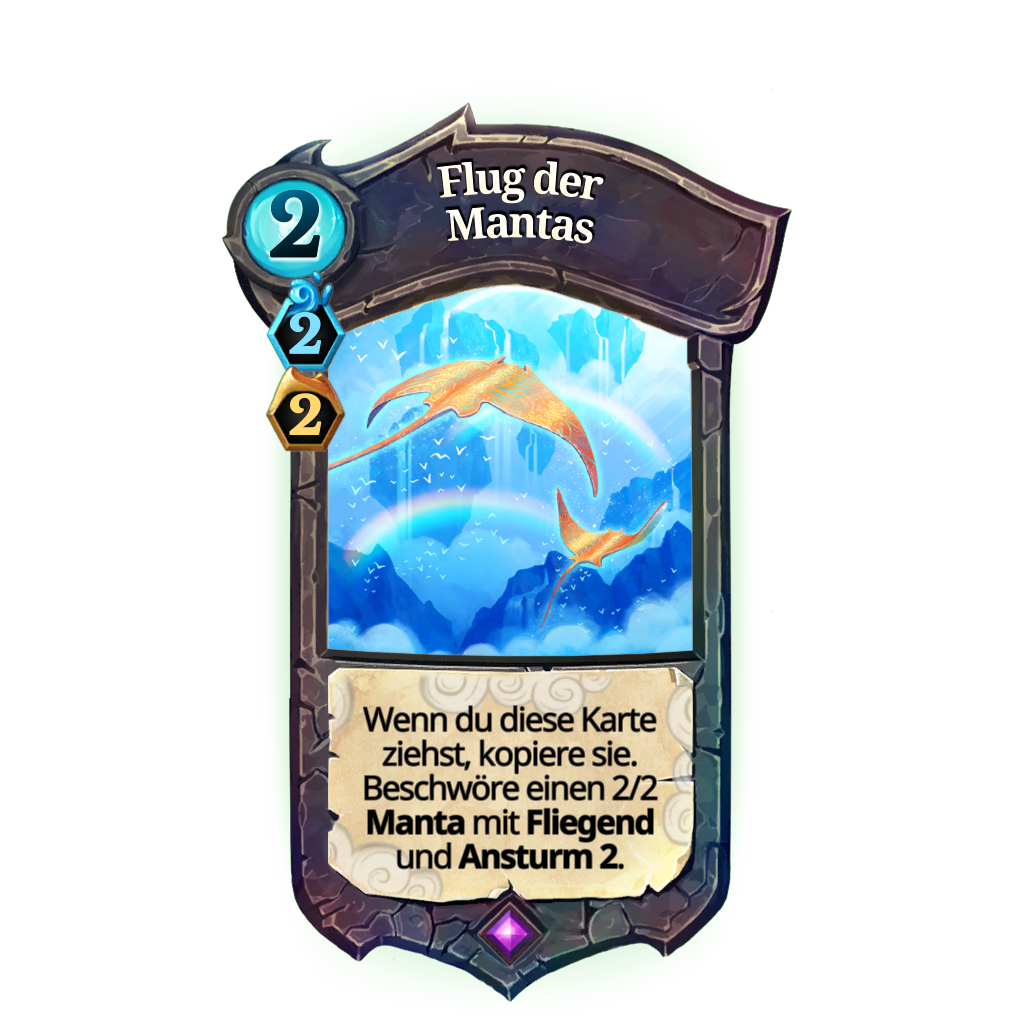 2
Flug der
Mantas
2
2
Wenn du diese Karte
ziehst, kopiere sie.
Beschwöre einen 2/2
Manta mit Fliegend
und Ansturm 2.